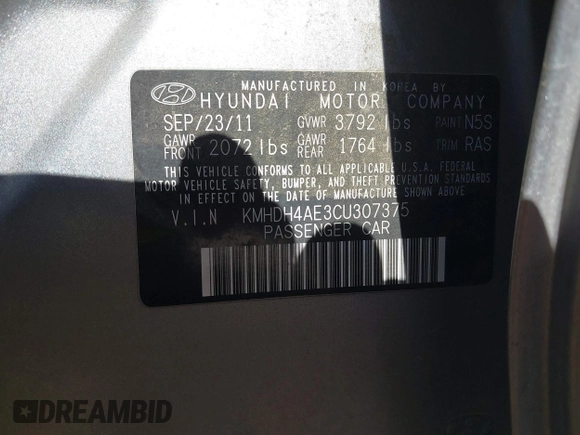 MANUFACTURED IN KOREA BY
HYUNDAI MOTOR COMPANY
SEP/23/11 GVWR 3792 lbs PAINT N5S
GAWR FRONT 2072 lbs GAWR REAR 1764 lbs TRIM RAS
THIS VEHICLE CONFORMS TO ALL APPLICABLE U.S.A. FEDERAL
MOTOR VEHICLE SAFETY, BUMPER, AND THEFT PREVENTION STANDARDS
IN EFFECT ON THE DATE OF MANUFACTURE SHOWN ABOVE.
V.I.N KMHDH4AE3CU307375
PASSENGER CAR
DREAMBID